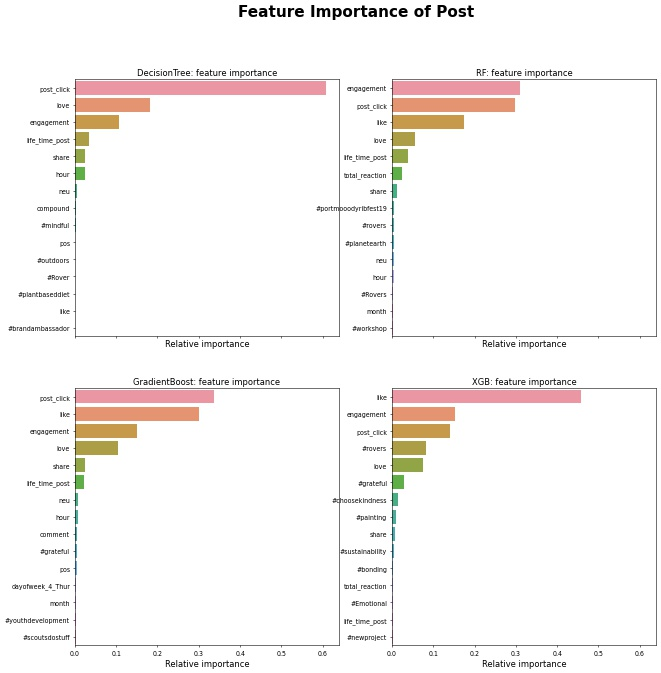 Feature Importance of Post
DecisionTree: feature importance
post_click
love
engagement
life_time_post
share
hour
neu
compound
#mindful
pos
#outdoors
#Rover
#plantbaseddiet
like
#brandambassador
Relative importance
RF: feature importance
engagement
post_click
like
love
life_time_post
total_reaction
share
#rovers
#planetearth
neu
hour
#Rovers
month
#workshop
Relative importance
GradientBoost: feature importance
post_click
like
engagement
love
share
life_time_post
neu
hour
comment
#grateful
pos
dayofweek_4_Thur
month
#youthdevelopment
#scoutsdostuff
0.0 0.1 0.2 0.3 0.4 0.5 0.6
Relative importance
XGB: feature importance
like
engagement
post_click
#rovers
love
#grateful
#choosekindness
#painting
share
#sustainability
#bonding
total_reaction
#Emotional
life_time_post
#newproject
0.0 0.1 0.2 0.3 0.4 0.5 0.6
Relative importance